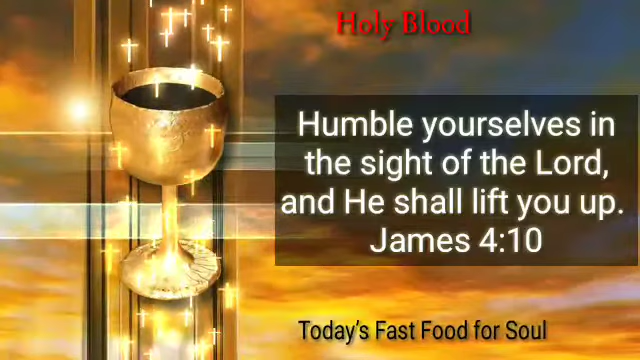 Holy Blood
Humble yourselves in
the sight of the Lord,
and He shall lift you up.
James 4:10
Today's Fast Food for Soul